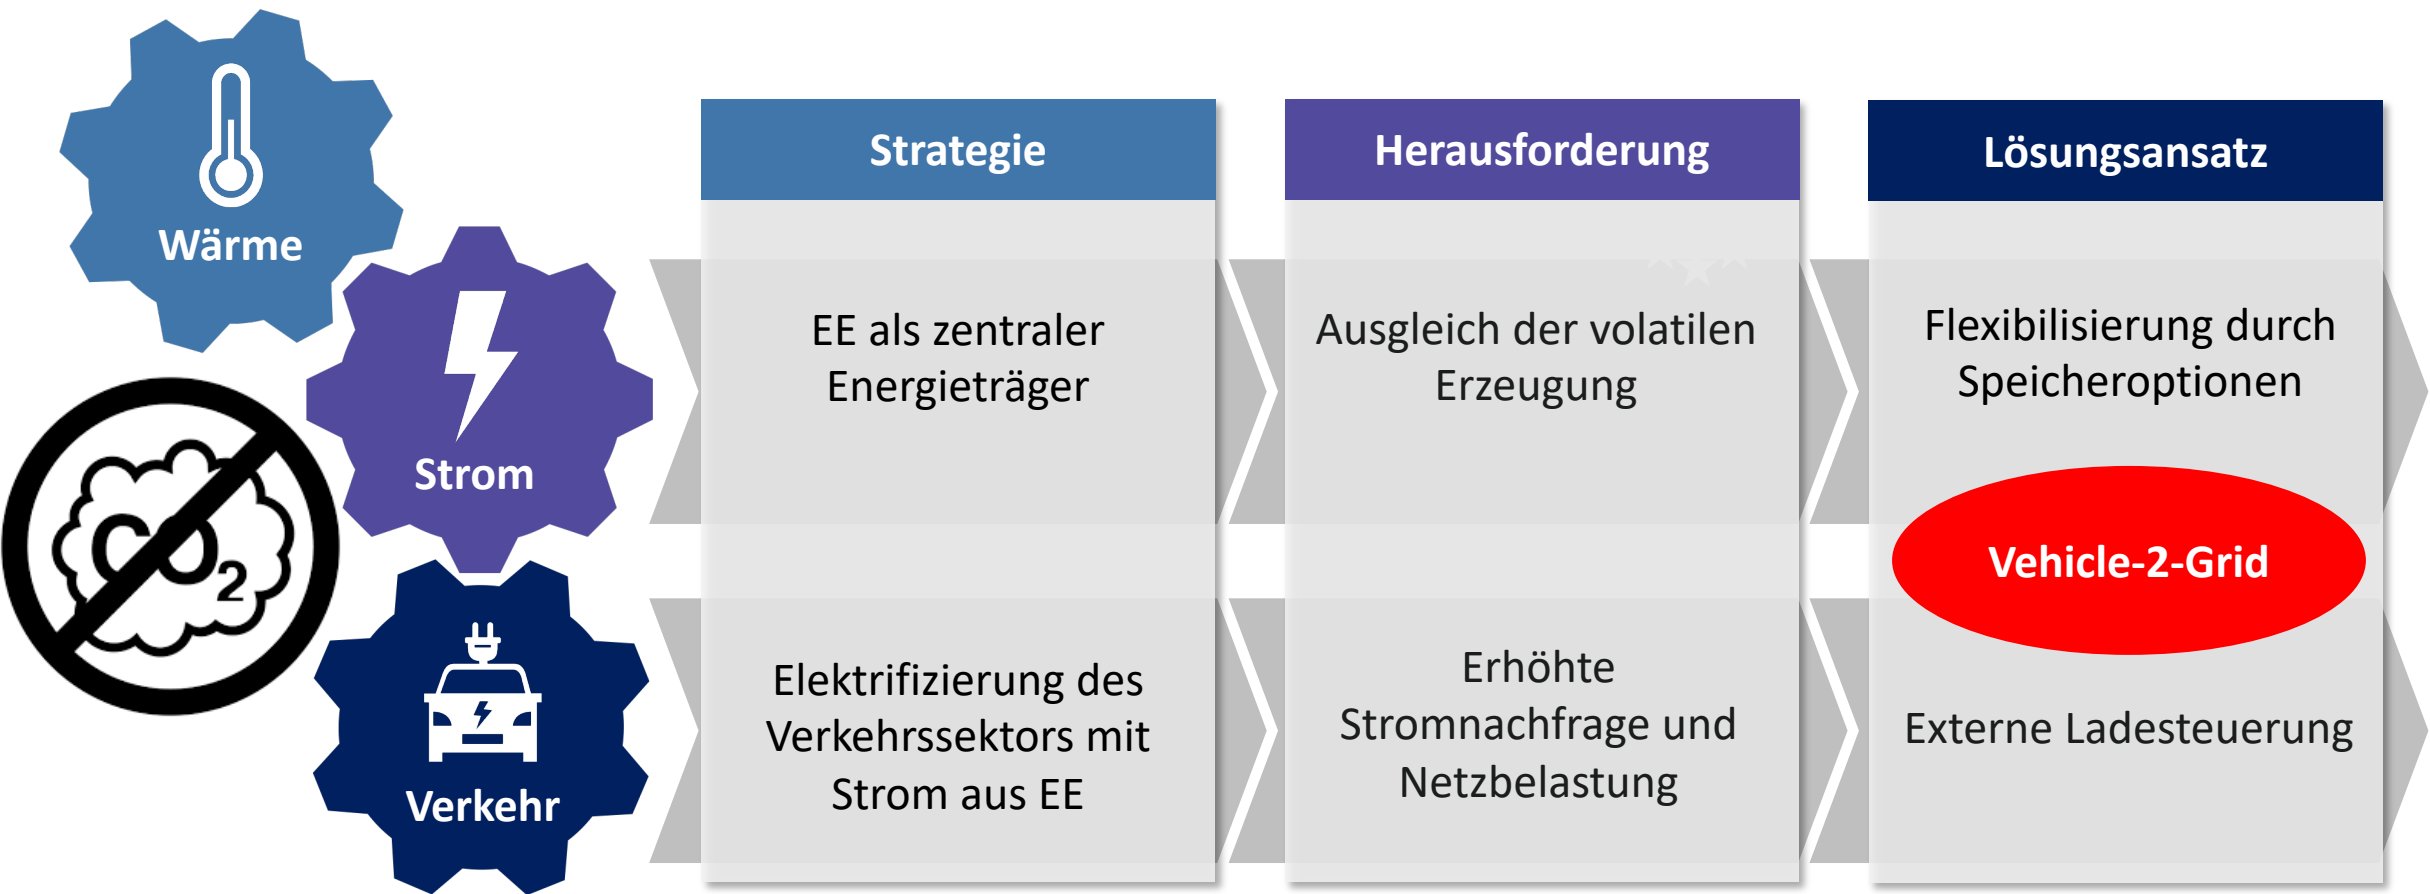 Wärme
Strom
CO2
Verkehr
Strategie
Herausforderung
Lösungsansatz
EE als zentraler
Energieträger
Ausgleich der volatilen
Erzeugung
Flexibilisierung durch
Speicheroptionen
Vehicle-2-Grid
Elektrifizierung des
Verkehrssektors mit
Strom aus EE
Erhöhte
Stromnachfrage und
Netzbelastung
Externe Ladesteuerung